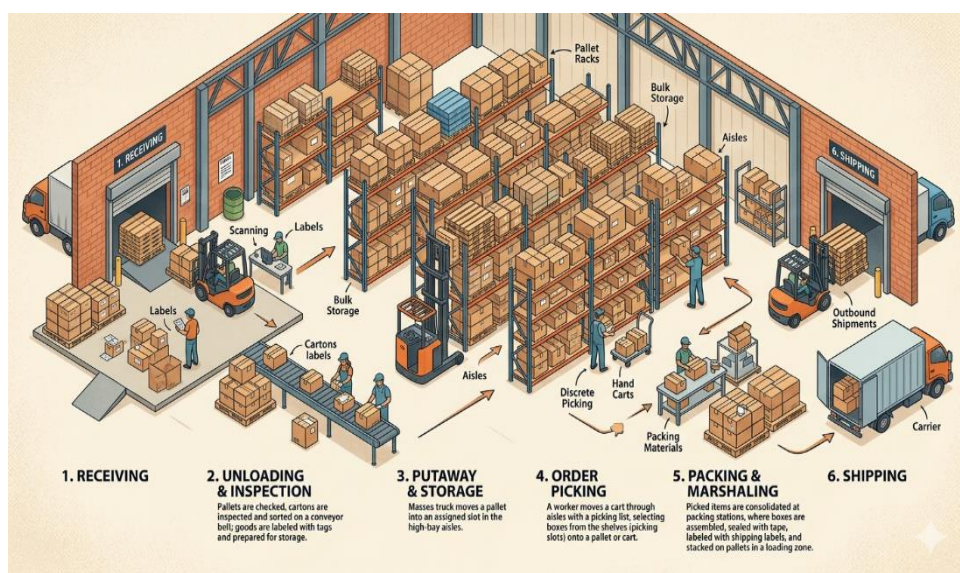 Pallet
Racks
Bulk
Storage
Aisles
1. RECEIVING
6. SHIPPING
Scanning
Labels
Labels
Bulk
Storage
Cartons
labels
Aisles
Discrete
Picking
Hand
Carts
Packing
Materials
Outbound
Shipments
Carrier
1. RECEIVING
2. UNLOADING
& INSPECTION
Pallets are checked, cartons are
inspected and sorted on a conveyor
belt; goods are labeled with tags
and prepared for storage.
3. PUTAWAY
& STORAGE
Masses truck moves a pallet
into an assigned slot in the
high-bay aisles.
4. ORDER
PICKING
A worker moves a cart through
aisles with a picking list, selecting
boxes from the shelves (picking
slots) onto a pallet or cart.
5. PACKING &
MARSHALING
Picked items are consolidated at
packing stations, where boxes are
assembled, sealed with tape,
labeled with shipping labels, and
stacked on pallets in a loading zone.
6. SHIPPING